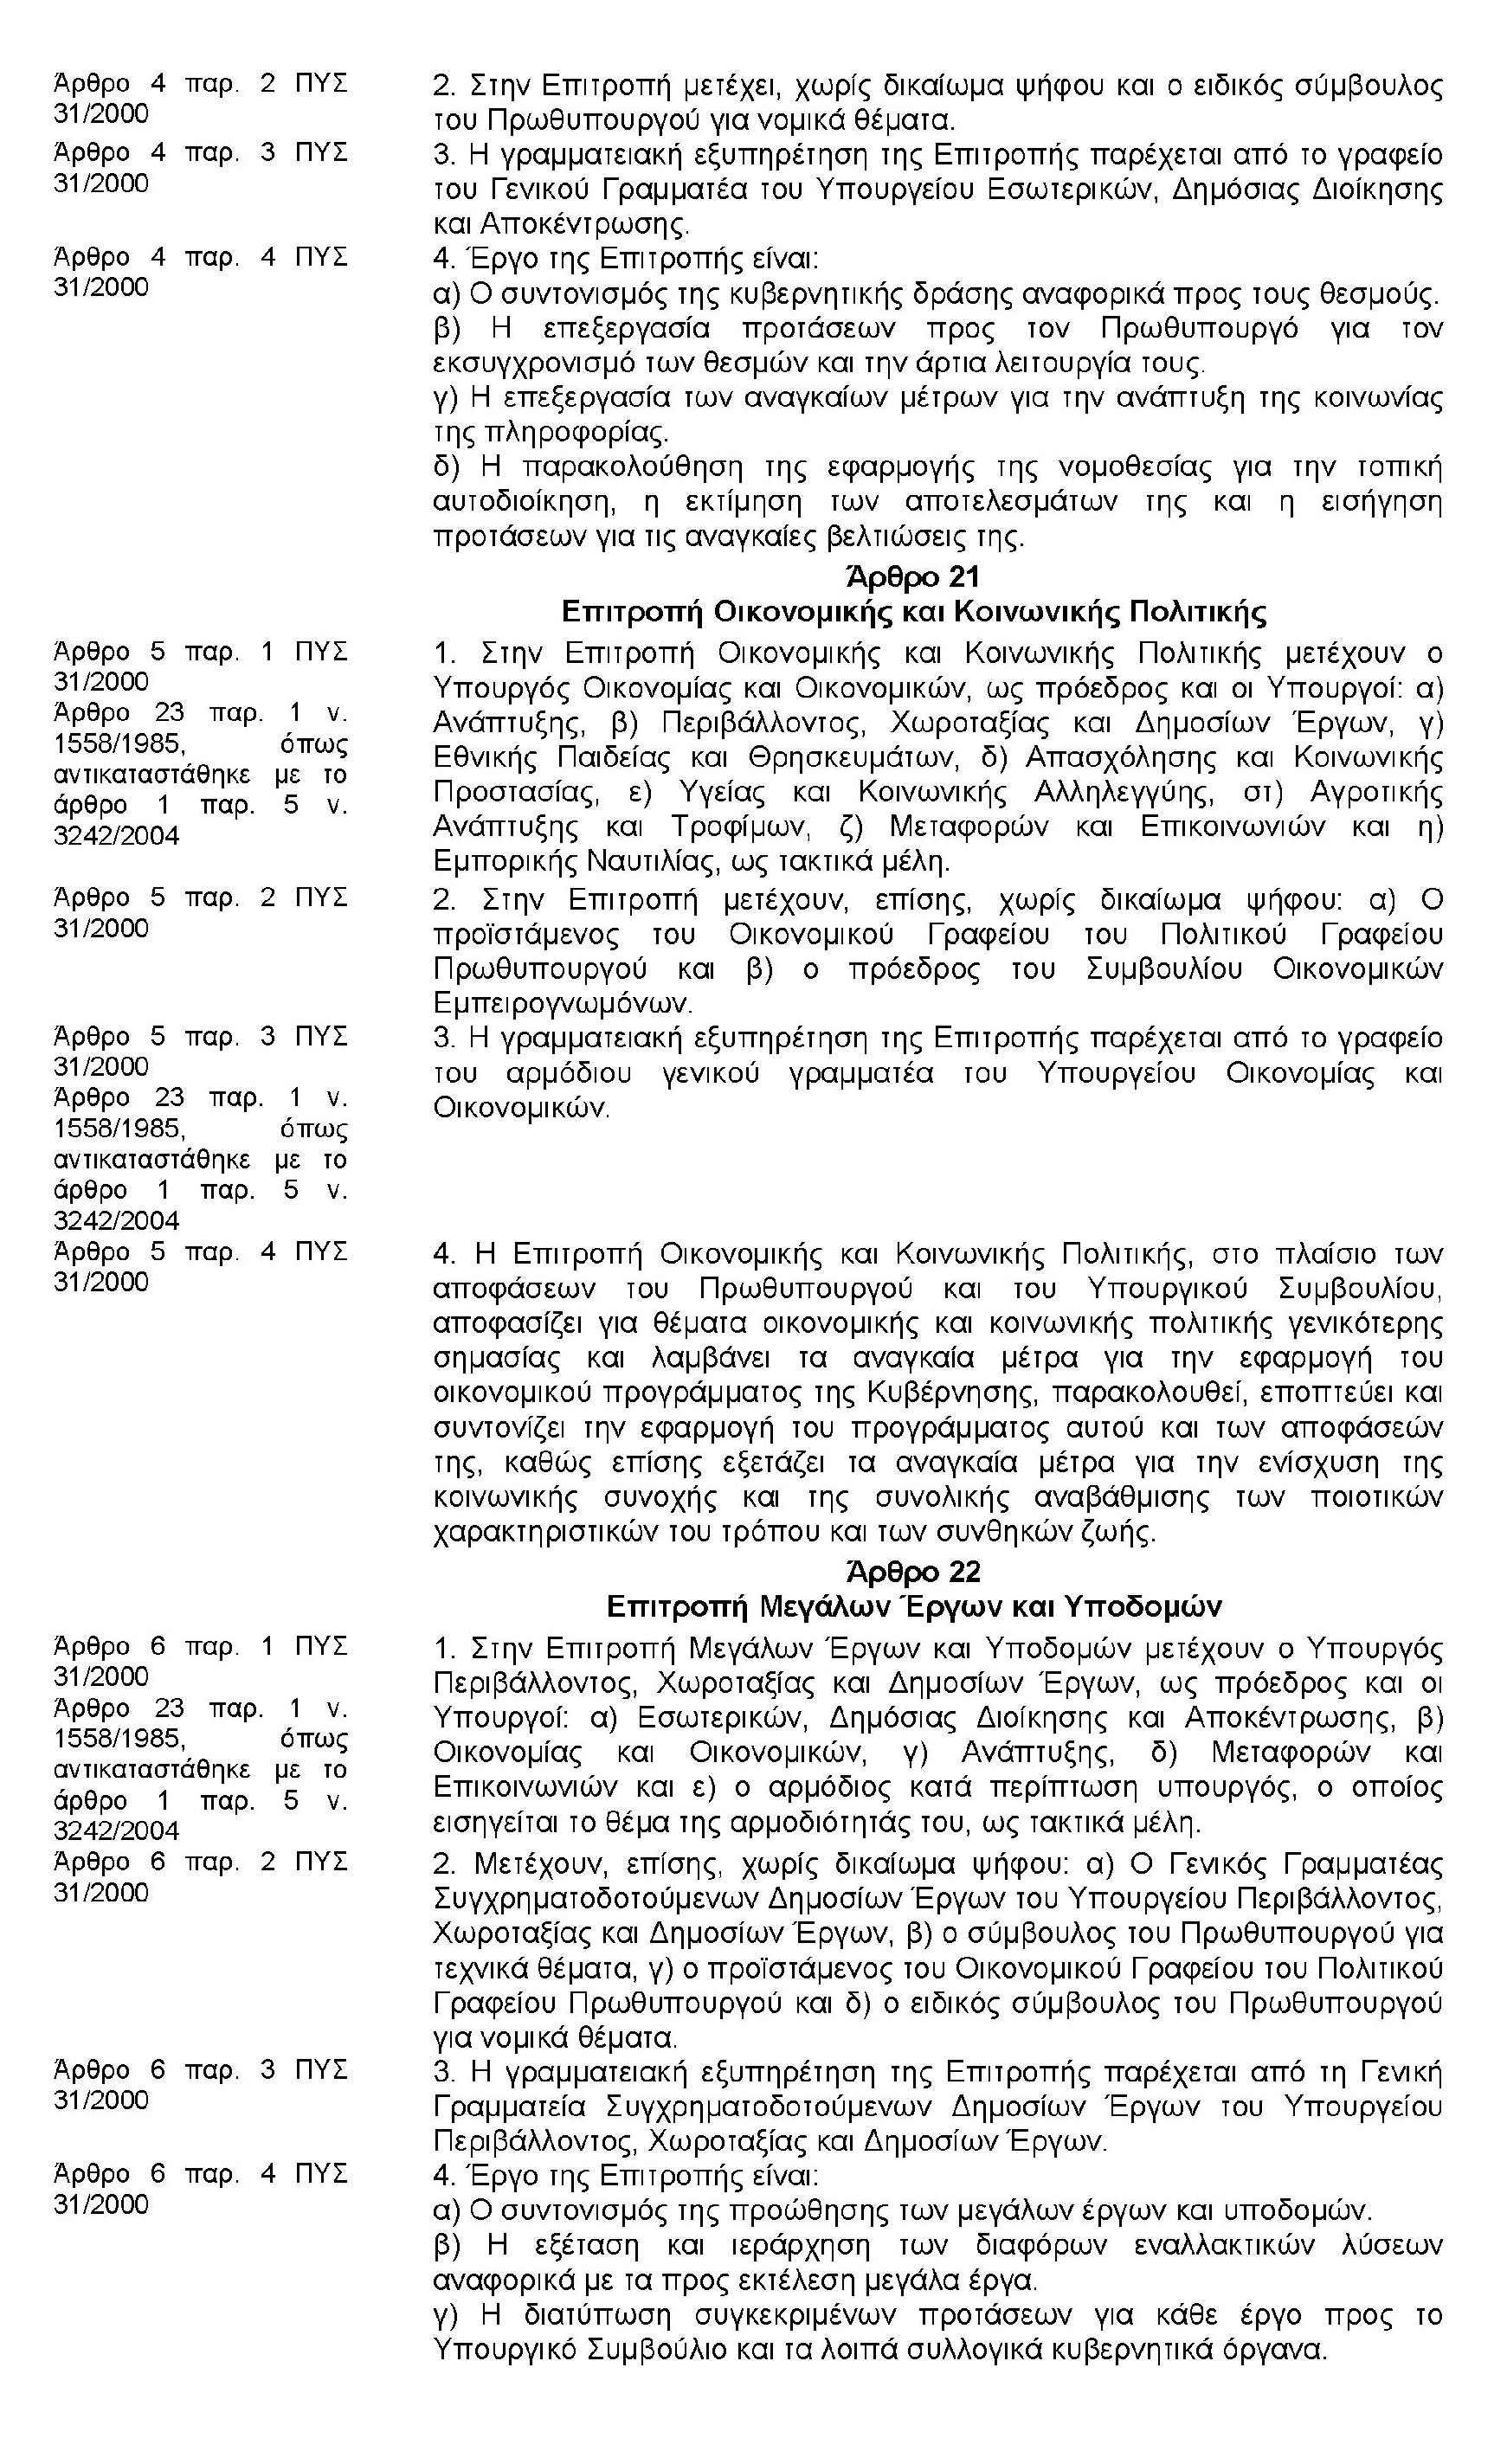 Άρθρο 4 παρ. 2 ΠΥΣ
31/2000
2. Στην Επιτροπή μετέχει, χωρίς δικαίωμα ψήφου και ο ειδικός σύμβουλος
του Πρωθυπουργού για νομικά θέματα.
Άρθρο 4 παρ. 3 ΠΥΣ
31/2000
3. Η γραμματειακή εξυπηρέτηση της Επιτροπής παρέχεται από το γραφείο
του Γενικού Γραμματέα του Υπουργείου Εσωτερικών, Δημόσιας Διοίκησης
και Αποκέντρωσης.
Άρθρο 4 παρ. 4 ΠΥΣ
31/2000
4. Έργο της Επιτροπής είναι:
α) Ο συντονισμός της κυβερνητικής δράσης αναφορικά προς τους θεσμούς.
β) Η επεξεργασία προτάσεων προς τον Πρωθυπουργό για τον
εκσυγχρονισμό των θεσμών και την άρτια λειτουργία τους.
γ) Η επεξεργασία των αναγκαίων μέτρων για την ανάπτυξη της κοινωνίας
της πληροφορίας.
δ) Η παρακολούθηση της εφαρμογής της νομοθεσίας για την τοπική
αυτοδιοίκηση, η εκτίμηση των αποτελεσμάτων της και η εισήγηση
προτάσεων για τις αναγκαίες βελτιώσεις της.
Άρθρο 21
Επιτροπή Οικονομικής και Κοινωνικής Πολιτικής
Άρθρο 5 παρ. 1 ΠΥΣ
31/2000
Άρθρο 23 παρ. 1 ν.
1558/1985, όπως
αντικαταστάθηκε με το
άρθρο 1 παρ. 5 ν.
3242/2004
1. Στην Επιτροπή Οικονομικής και Κοινωνικής Πολιτικής μετέχουν ο
Υπουργός Οικονομίας και Οικονομικών, ως πρόεδρος και οι Υπουργοί: α)
Ανάπτυξης, β) Περιβάλλοντος, Χωροταξίας και Δημοσίων Έργων, γ)
Εθνικής Παιδείας και Θρησκευμάτων, δ) Απασχόλησης και Κοινωνικής
Προστασίας, ε) Υγείας και Κοινωνικής Αλληλεγγύης, στ) Αγροτικής
Ανάπτυξης και Τροφίμων, ζ) Μεταφορών και Επικοινωνιών και η)
Εμπορικής Ναυτιλίας, ως τακτικά μέλη.
Άρθρο 5 παρ. 2 ΠΥΣ
31/2000
2. Στην Επιτροπή μετέχουν, επίσης, χωρίς δικαίωμα ψήφου: α) Ο
προϊστάμενος του Οικονομικού Γραφείου του Πολιτικού Γραφείου
Πρωθυπουργού και β) ο πρόεδρος του Συμβουλίου Οικονομικών
Εμπειρογνωμόνων.
Άρθρο 5 παρ. 3 ΠΥΣ
31/2000
Άρθρο 23 παρ. 1 ν.
1558/1985, όπως
αντικαταστάθηκε με το
άρθρο 1 παρ. 5 ν.
3242/2004
3. Η γραμματειακή εξυπηρέτηση της Επιτροπής παρέχεται από το γραφείο
του αρμόδιου γενικού γραμματέα του Υπουργείου Οικονομίας και
Οικονομικών.
Άρθρο 5 παρ. 4 ΠΥΣ
31/2000
4. Η Επιτροπή Οικονομικής και Κοινωνικής Πολιτικής, στο πλαίσιο των
αποφάσεων του Πρωθυπουργού και του Υπουργικού Συμβουλίου,
αποφασίζει για θέματα οικονομικής και κοινωνικής πολιτικής γενικότερης
σημασίας και λαμβάνει τα αναγκαία μέτρα για την εφαρμογή του
οικονομικού προγράμματος της Κυβέρνησης, παρακολουθεί, εποπτεύει και
συντονίζει την εφαρμογή του προγράμματος αυτού και των αποφάσεών
της, καθώς επίσης εξετάζει τα αναγκαία μέτρα για την ενίσχυση της
κοινωνικής συνοχής και της συνολικής αναβάθμισης των ποιοτικών
χαρακτηριστικών του τρόπου και των συνθηκών ζωής.
Άρθρο 22
Επιτροπή Μεγάλων Έργων και Υποδομών
Άρθρο 6 παρ. 1 ΠΥΣ
31/2000
Άρθρο 23 παρ. 1 ν.
1558/1985, όπως
αντικαταστάθηκε με το
άρθρο 1 παρ. 5 ν.
3242/2004
1. Στην Επιτροπή Μεγάλων Έργων και Υποδομών μετέχουν ο Υπουργός
Περιβάλλοντος, Χωροταξίας και Δημοσίων Έργων, ως πρόεδρος και οι
Υπουργοί: α) Εσωτερικών, Δημόσιας Διοίκησης και Αποκέντρωσης, β)
Οικονομίας και Οικονομικών, γ) Ανάπτυξης, δ) Μεταφορών και
Επικοινωνιών και ε) ο αρμόδιος κατά περίπτωση υπουργός, ο οποίος
εισηγείται το θέμα της αρμοδιότητάς του, ως τακτικά μέλη.
Άρθρο 6 παρ. 2 ΠΥΣ
31/2000
2. Μετέχουν, επίσης, χωρίς δικαίωμα ψήφου: α) Ο Γενικός Γραμματέας
Συγχρηματοδοτούμενων Δημοσίων Έργων του Υπουργείου Περιβάλλοντος,
Χωροταξίας και Δημοσίων Έργων, β) ο σύμβουλος του Πρωθυπουργού για
τεχνικά θέματα, γ) ο προϊστάμενος του Οικονομικού Γραφείου του Πολιτικού
Γραφείου Πρωθυπουργού και δ) ο ειδικός σύμβουλος του Πρωθυπουργού
για νομικά θέματα.
Άρθρο 6 παρ. 3 ΠΥΣ
31/2000
3. Η γραμματειακή εξυπηρέτηση της Επιτροπής παρέχεται από τη Γενική
Γραμματεία Συγχρηματοδοτούμενων Δημοσίων Έργων του Υπουργείου
Περιβάλλοντος, Χωροταξίας και Δημοσίων Έργων.
Άρθρο 6 παρ. 4 ΠΥΣ
31/2000
4. Έργο της Επιτροπής είναι:
α) Ο συντονισμός της προώθησης των μεγάλων έργων και υποδομών.
β) Η εξέταση και ιεράρχηση των διαφόρων εναλλακτικών λύσεων
αναφορικά με τα προς εκτέλεση μεγάλα έργα.
γ) Η διατύπωση συγκεκριμένων προτάσεων για κάθε έργο προς το
Υπουργικό Συμβούλιο και τα λοιπά συλλογικά κυβερνητικά όργανα.